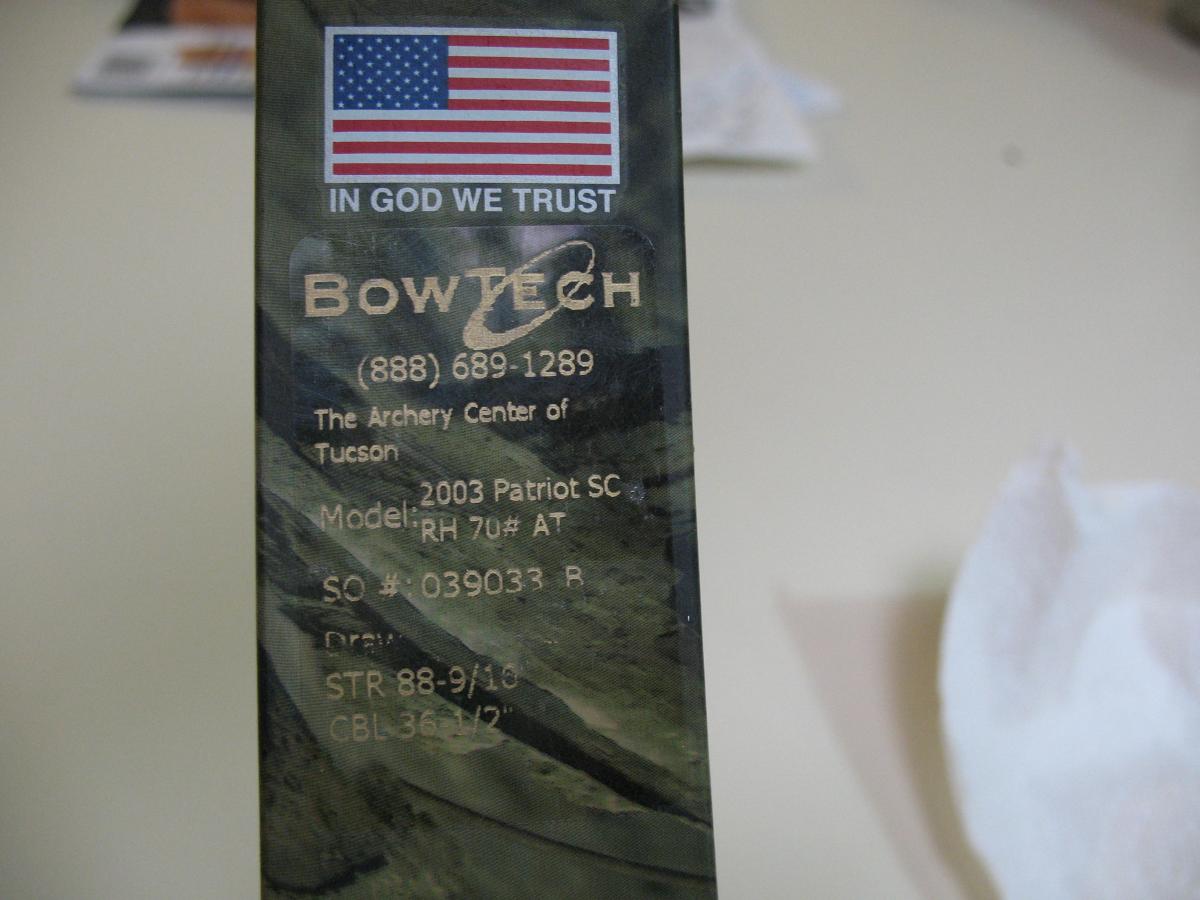 IN GOD WE TRUST
BOWTECH
(888) 689-1289
The Archery Center of
Tucson
Model: 2003 Patriot SC
RH 70# AT
SO #: 039033 B
Draw
STR 88-9/16
CBL 36-1/2"